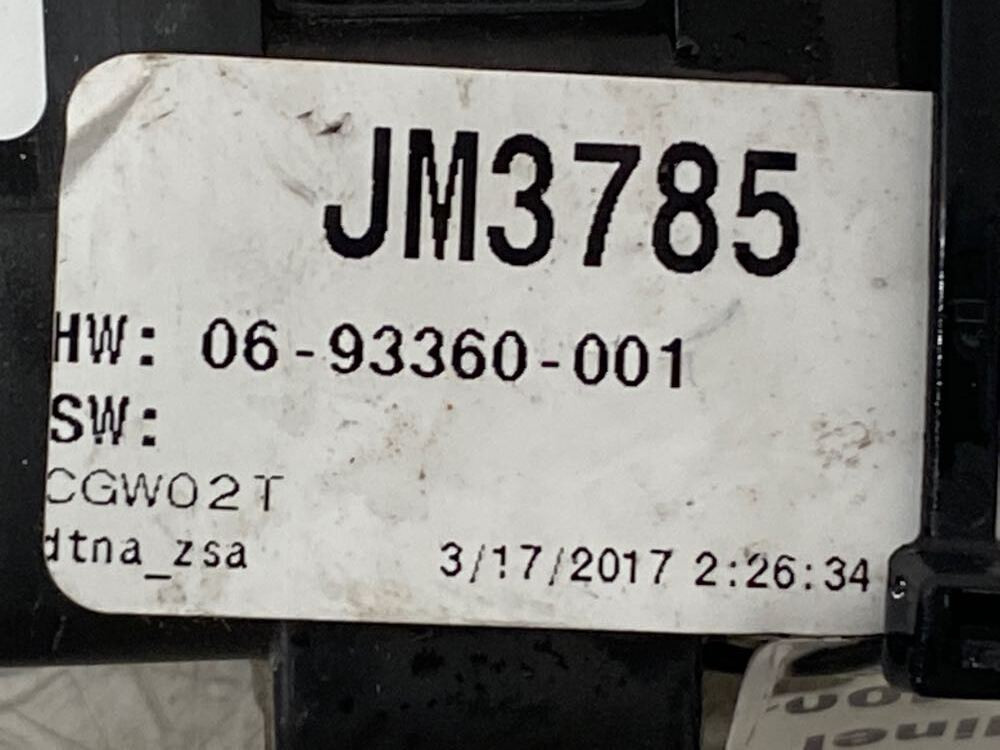 JM3785
HW: 06-93360-001
SW:
CGW02T
dtna_zsa 3/17/2017 2:26:34